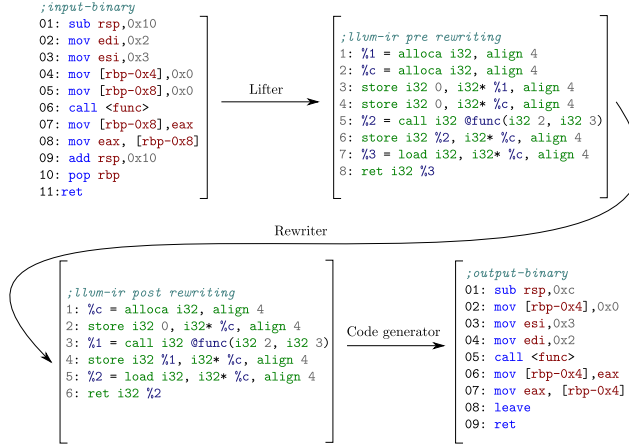 ;input-binary
01: sub rsp,0x10
02: mov edi,0x2
03: mov esi,0x3
04: mov [rbp-0x4],0x0
05: mov [rbp-0x8],0x0
06: call <func>
07: mov [rbp-0x8],eax
08: mov eax, [rbp-0x8]
09: add rsp,0x10
10: pop rbp
11:ret
Lifter
;llvm-ir pre rewriting
1: %1 = alloca i32, align 4
2: %c = alloca i32, align 4
3: store i32 0, i32* %1, align 4
4: store i32 0, i32* %c, align 4
5: %2 = call i32 @func(i32 2, i32 3)
6: store i32 %2, i32* %c, align 4
7: %3 = load i32, i32* %c, align 4
8: ret i32 %3
Rewriter
;llvm-ir post rewriting
1: %c = alloca i32, align 4
2: store i32 0, i32* %c, align 4
3: %1 = call i32 @func(i32 2, i32 3)
4: store i32 %1, i32* %c, align 4
5: %2 = load i32, i32* %c, align 4
6: ret i32 %2
Code generator
;output-binary
01: sub rsp,0xc
02: mov [rbp-0x4],0x0
03: mov esi,0x3
04: mov edi,0x2
05: call <func>
06: mov [rbp-0x4],eax
07: mov eax, [rbp-0x4]
08: leave
09: ret